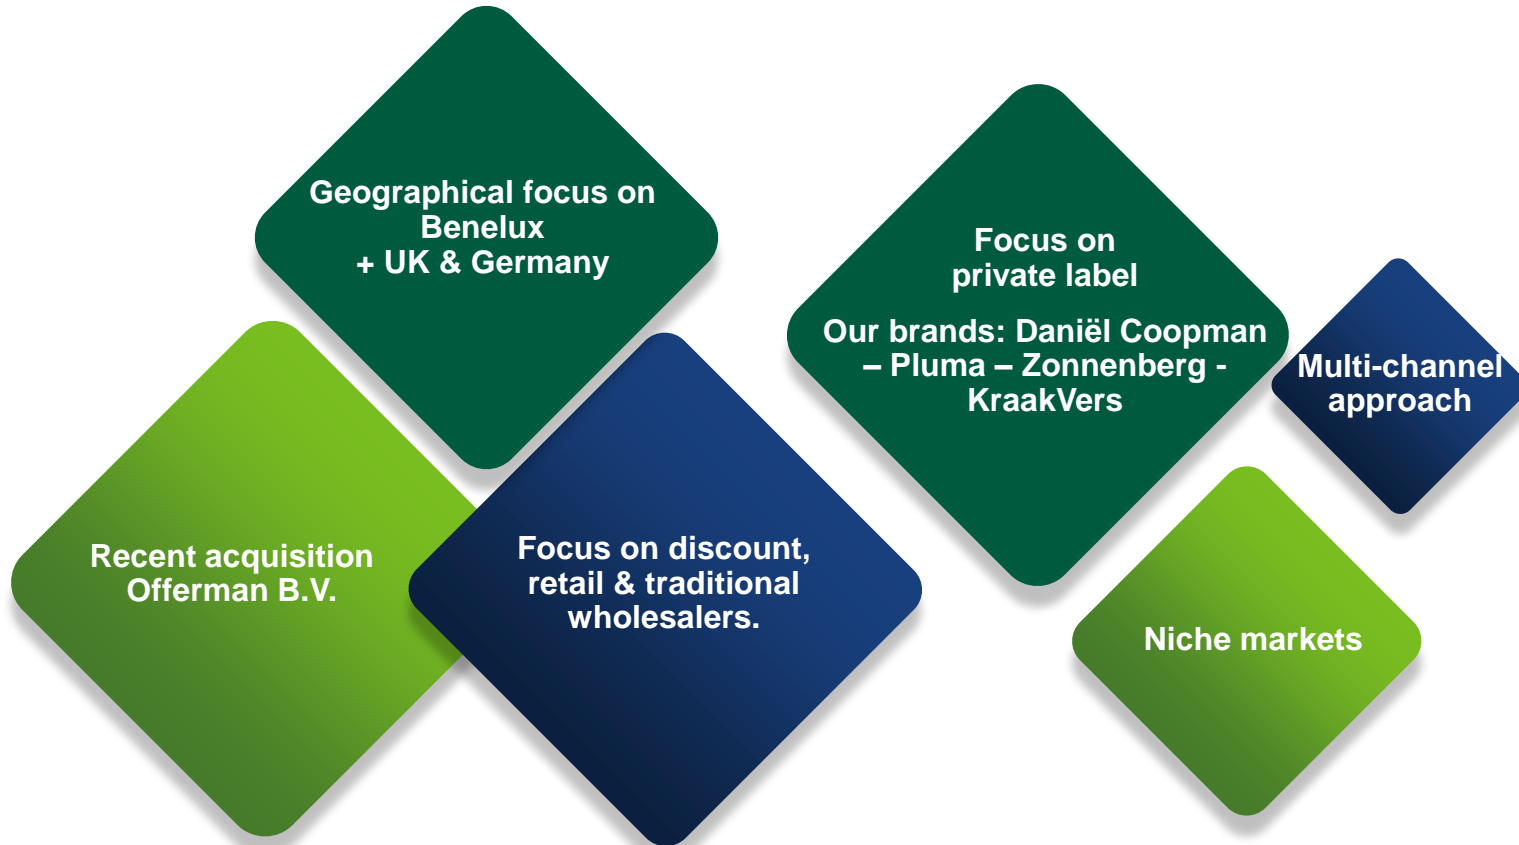 Geographical focus on
Benelux
+ UK & Germany
Recent acquisition
Offerman B.V.
Focus on discount,
retail & traditional
wholesalers.
Focus on
private label
Our brands: Daniël Coopman
– Pluma – Zonnenberg -
KraakVers
Multi-channel
approach
Niche markets